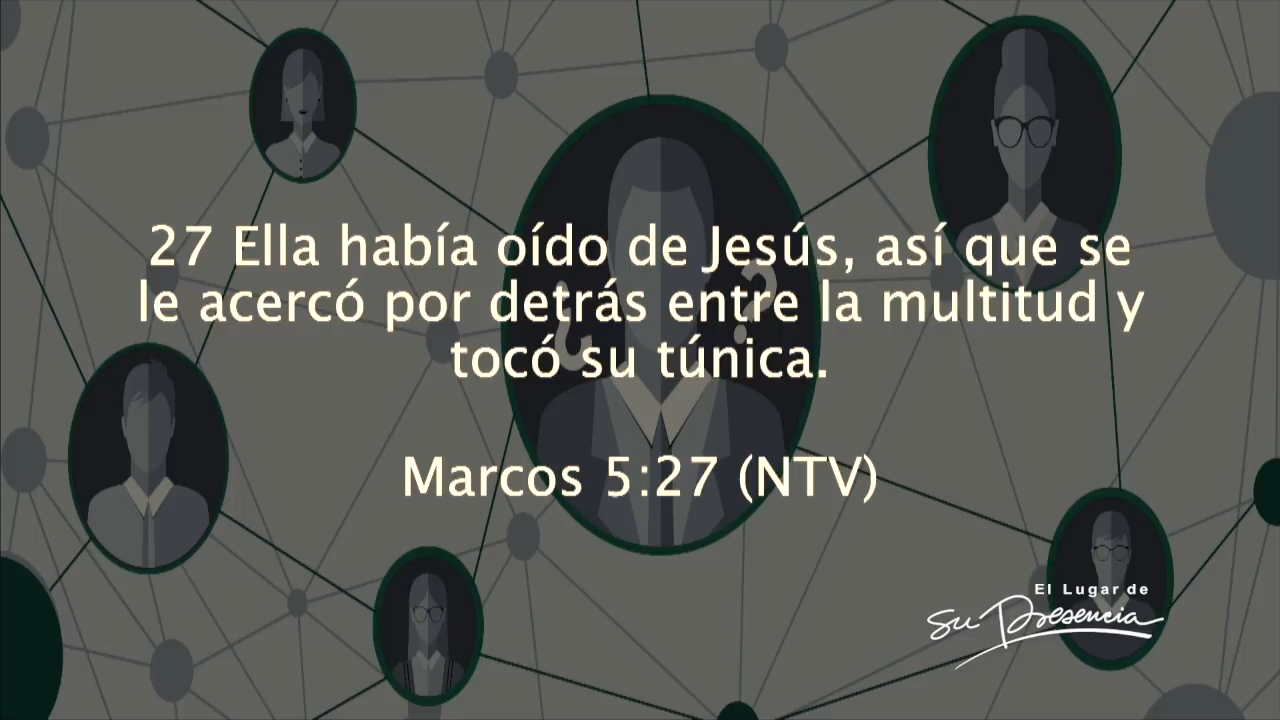 27 Ella había oído de Jesús, así que se
le acercó por detrás entre la multitud y
tocó su túnica.
Marcos 5:27 (NTV)
¿ ?
El Lugar de
Su Presencia